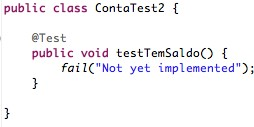 public class ContaTest2 {
@Test
public void testTemSaldo() {
fail("Not yet implemented");
}
}